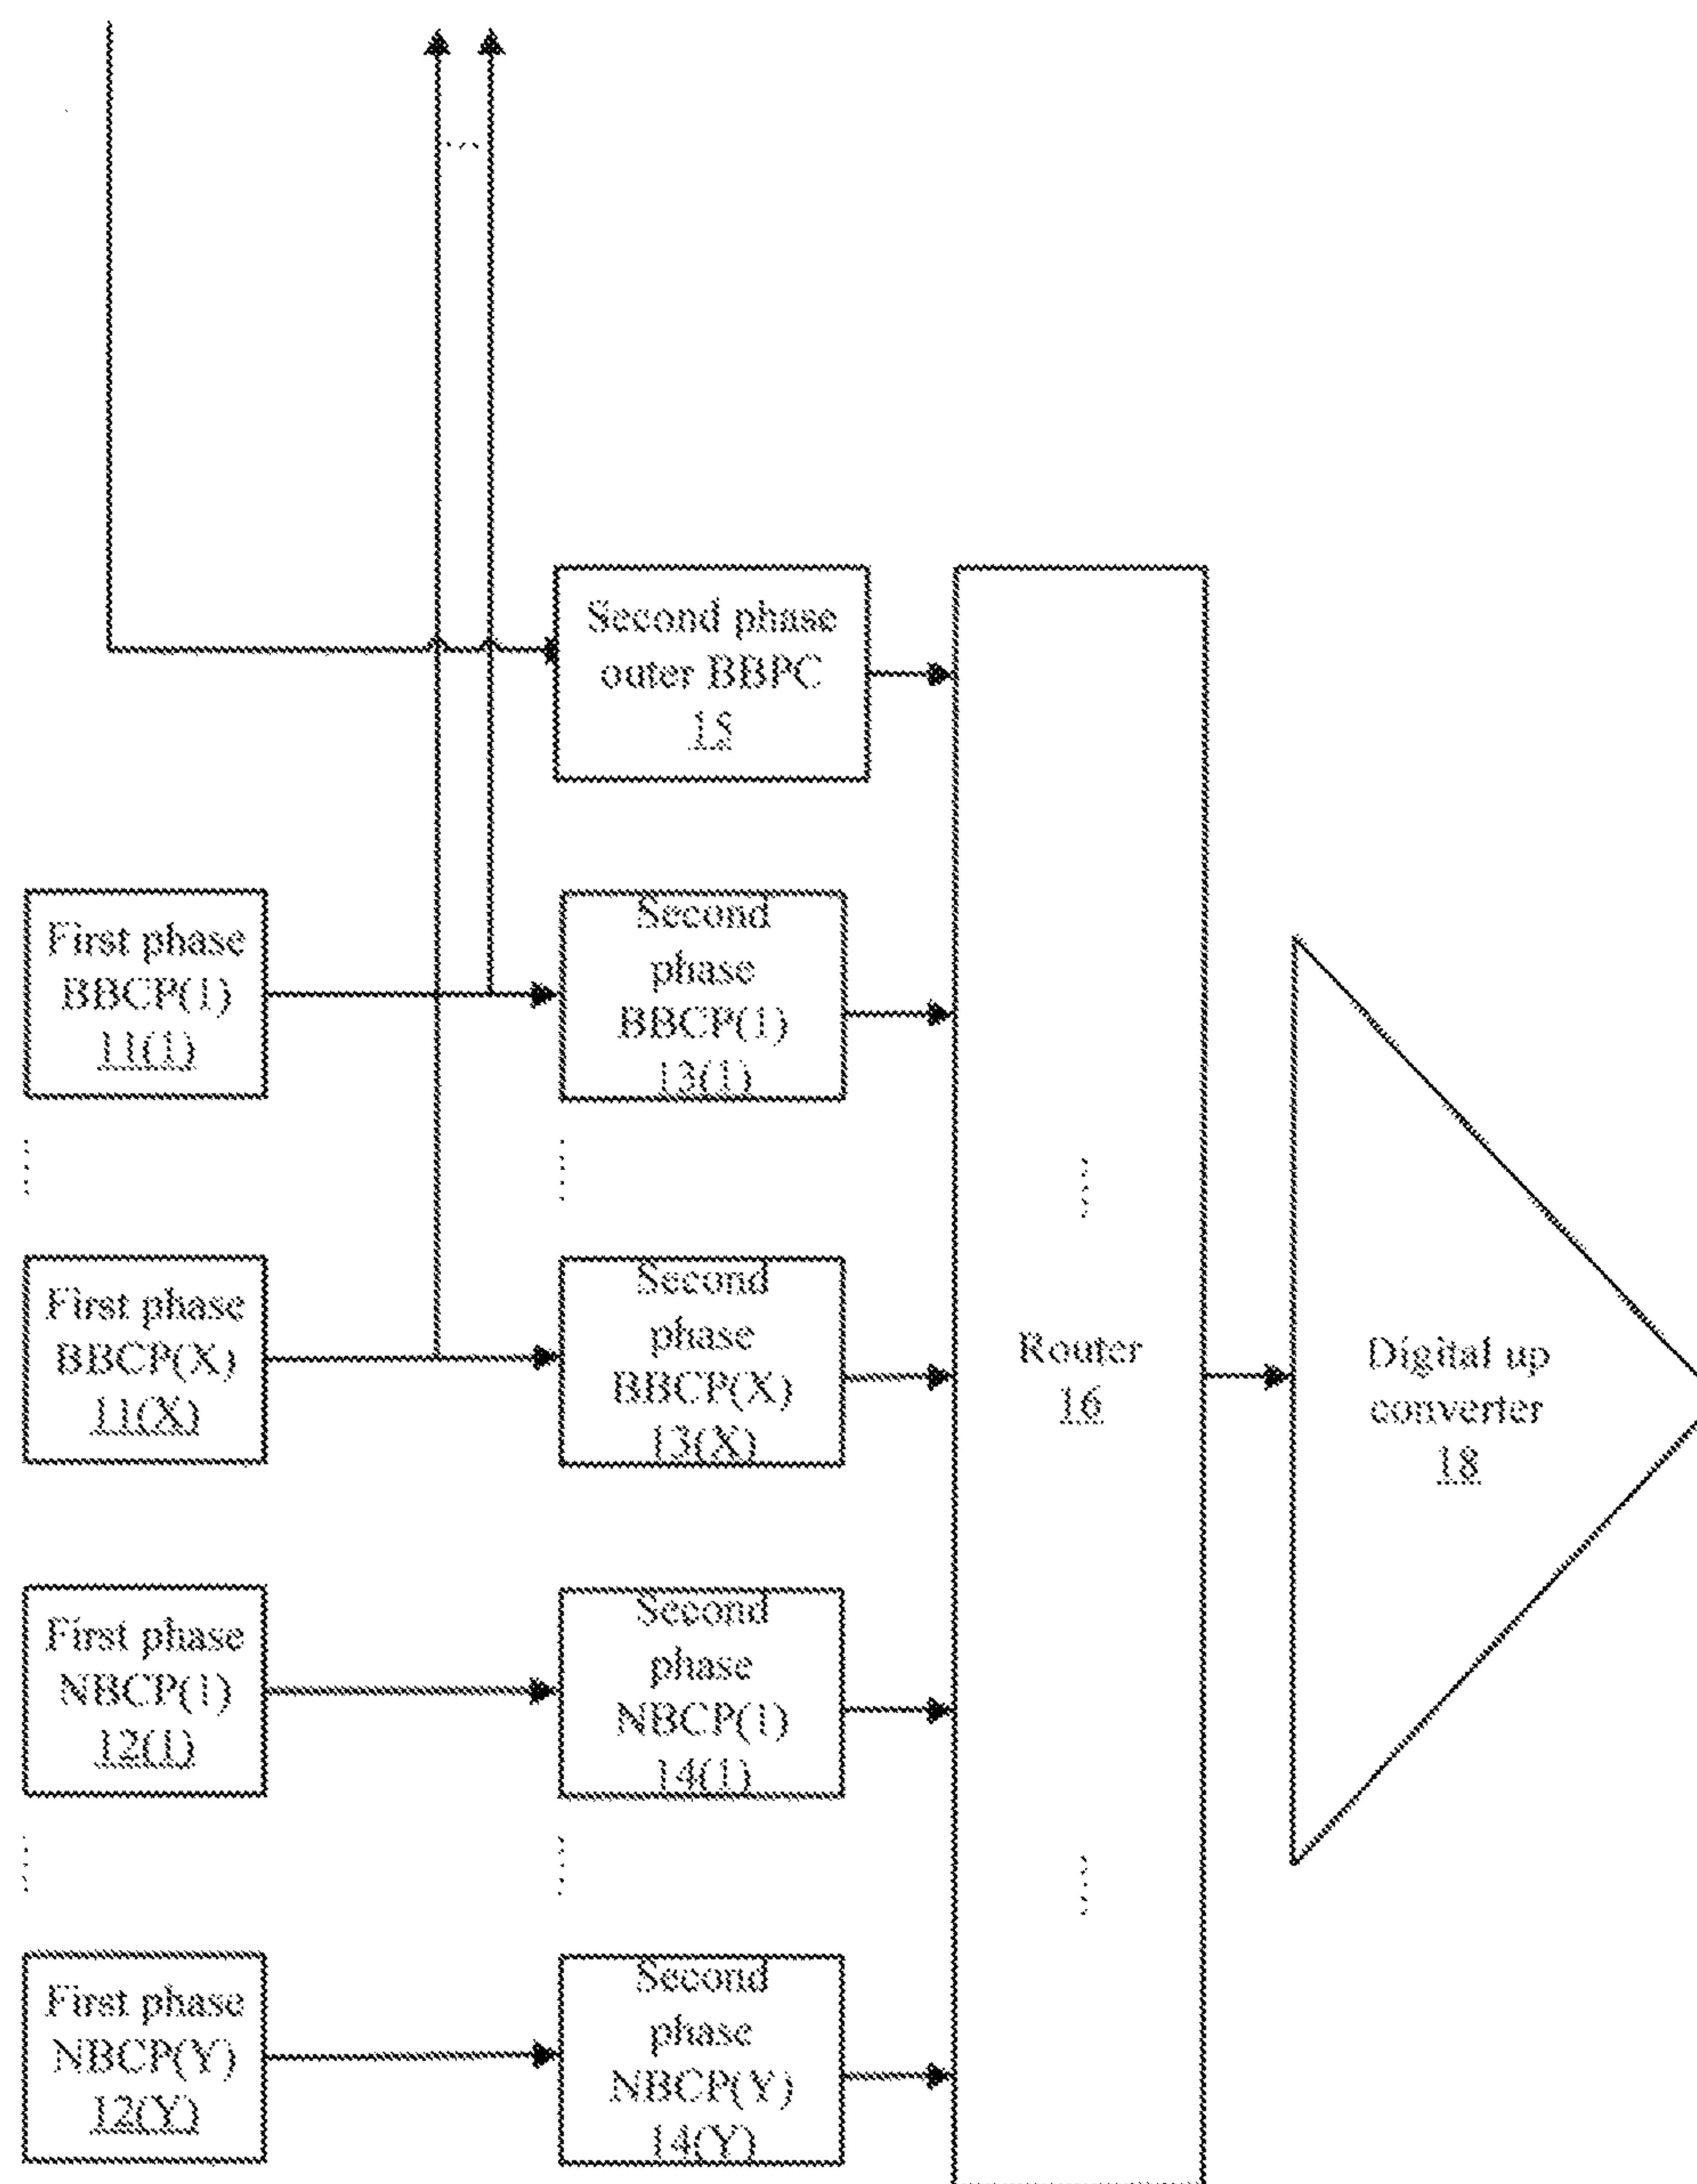 Second phase
outer BBPC
15
First phase
BBCP(1)
11(1)
Second
phase
BBCP(1)
13(1)
First phase
BBCP(X)
11(X)
Second
phase
BBCP(X)
13(X)
Router
16
Digital up
converter
18
First phase
NBCP(1)
12(1)
Second
phase
NBCP(1)
14(1)
First phase
NBCP(Y)
12(Y)
Second
phase
NBCP(Y)
14(Y)